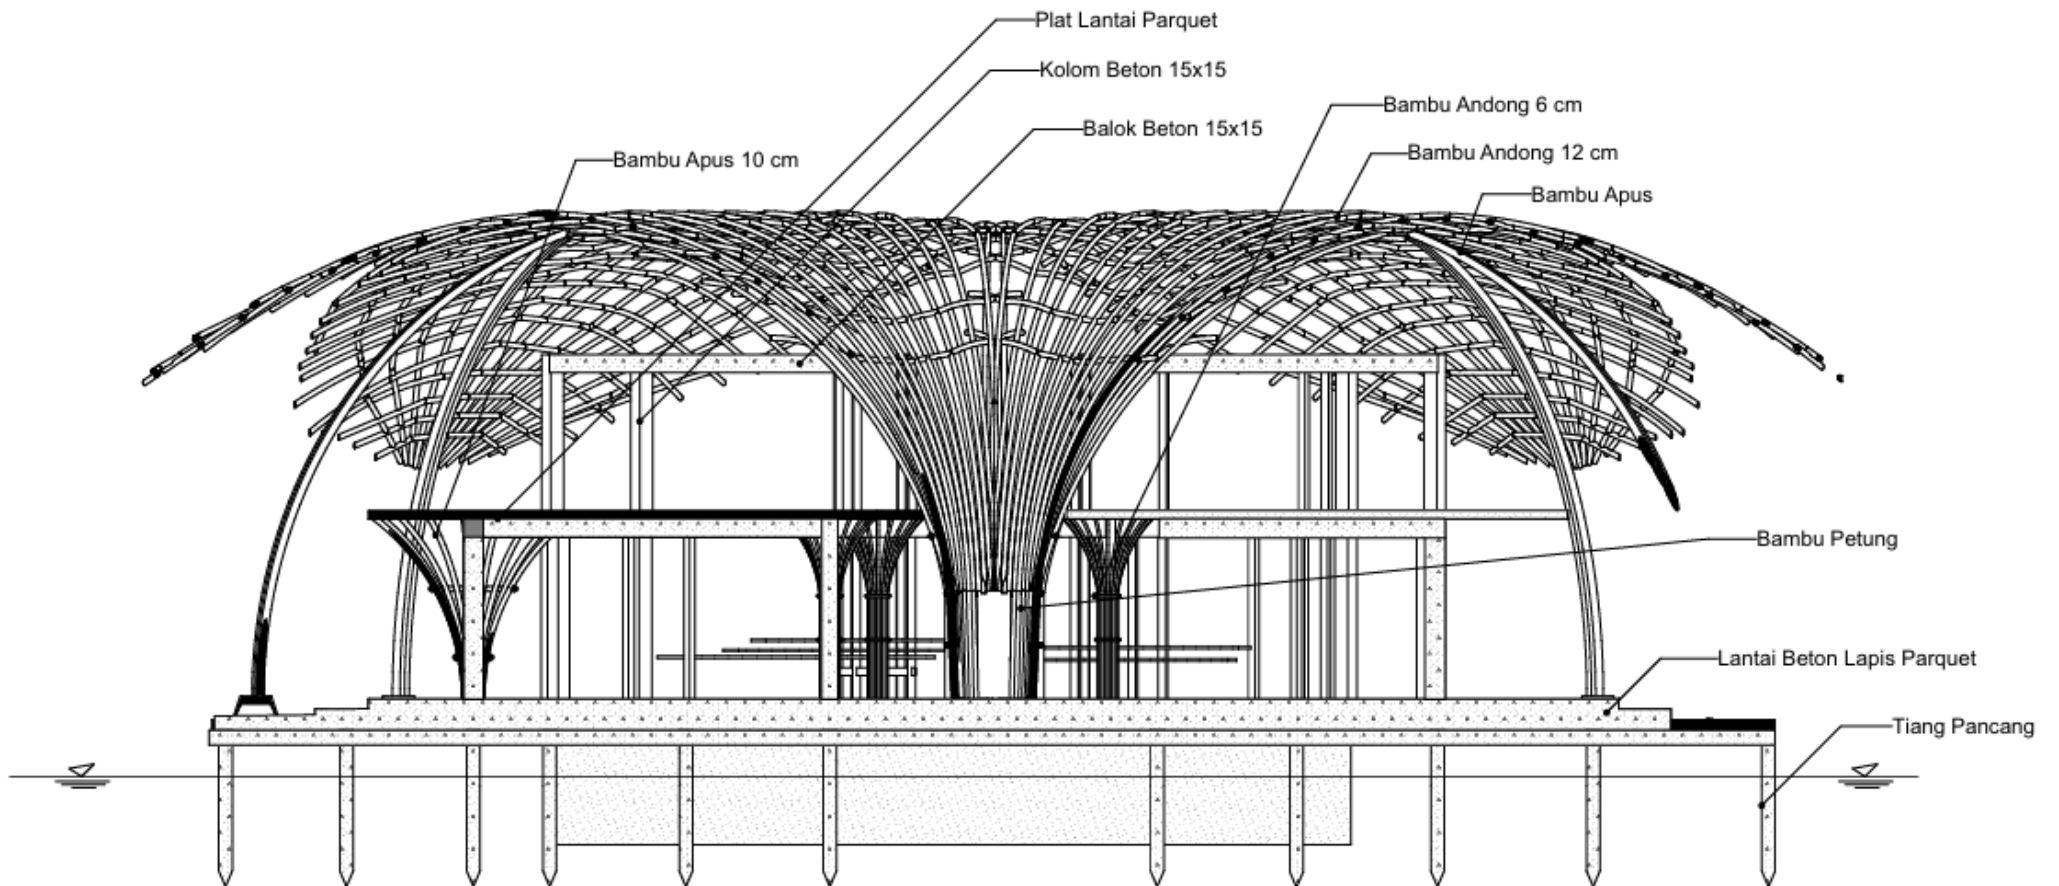 Plat Lantai Parquet
Kolom Beton 15x15
Bambu Andong 6 cm
Balok Beton 15x15
Bambu Andong 12 cm
Bambu Apus 10 cm
Bambu Apus
Bambu Petung
Lantai Beton Lapis Parquet
Tiang Pancang